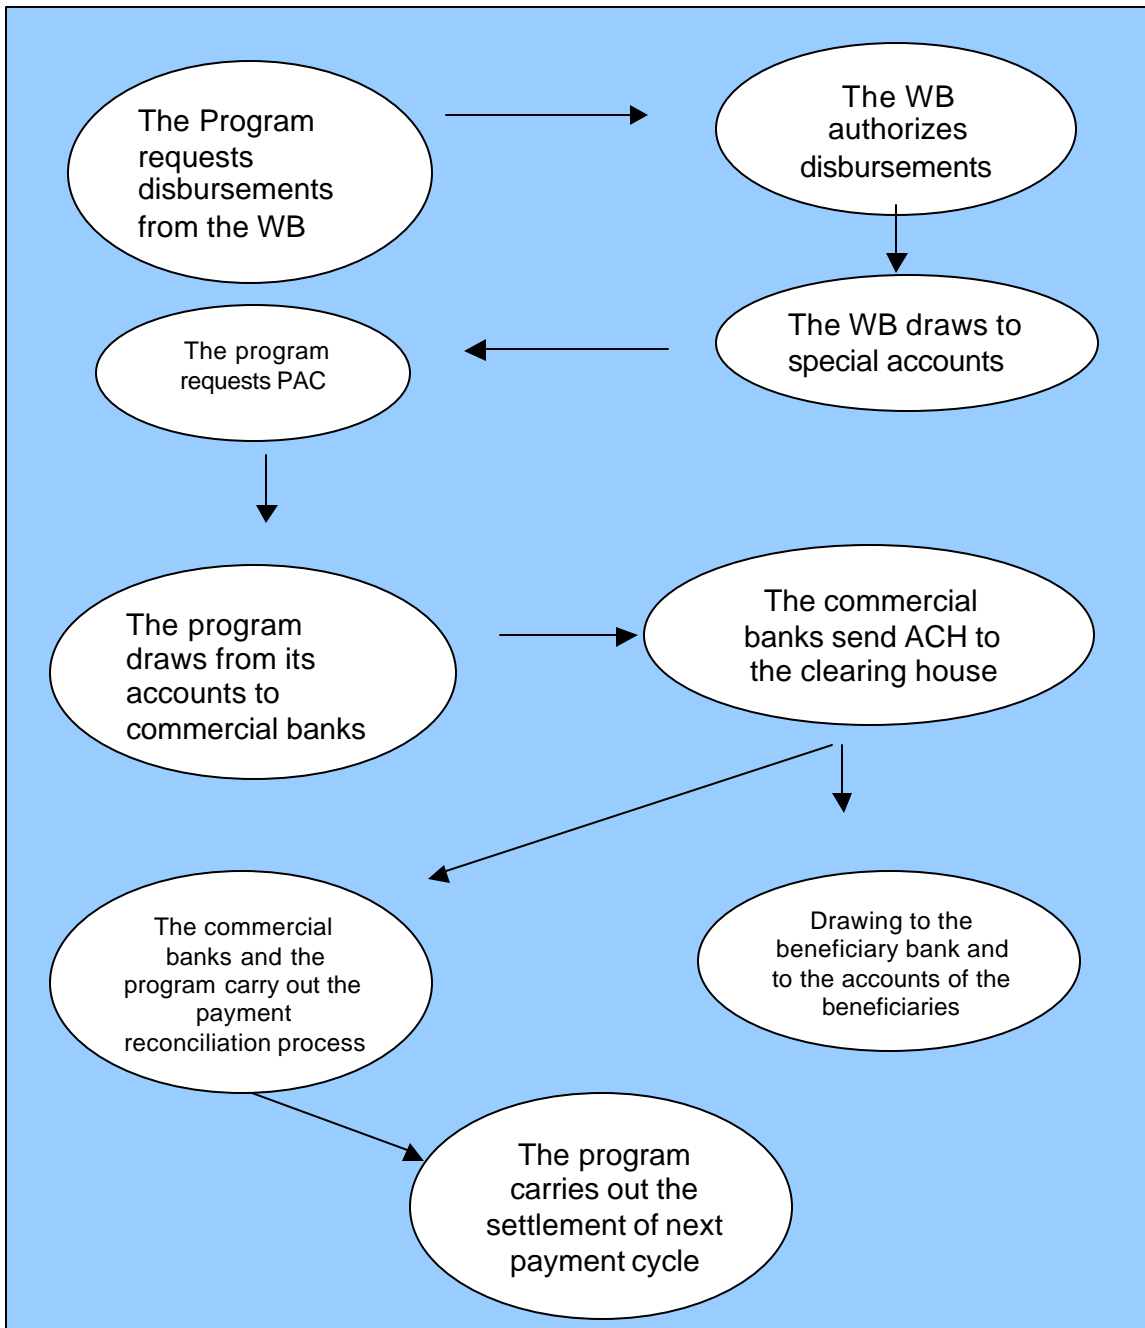 The Program
requests
disbursements
from the WB
The WB
authorizes
disbursements
The WB draws to
special accounts
The program
requests PAC
The program
draws from its
accounts to
commercial banks
The commercial
banks send ACH to
the clearing house
The commercial
banks and the
program carry out the
payment
reconciliation process
Drawing to the
beneficiary bank and
to the accounts of the
beneficiaries
The program
carries out the
settlement of next
payment cycle